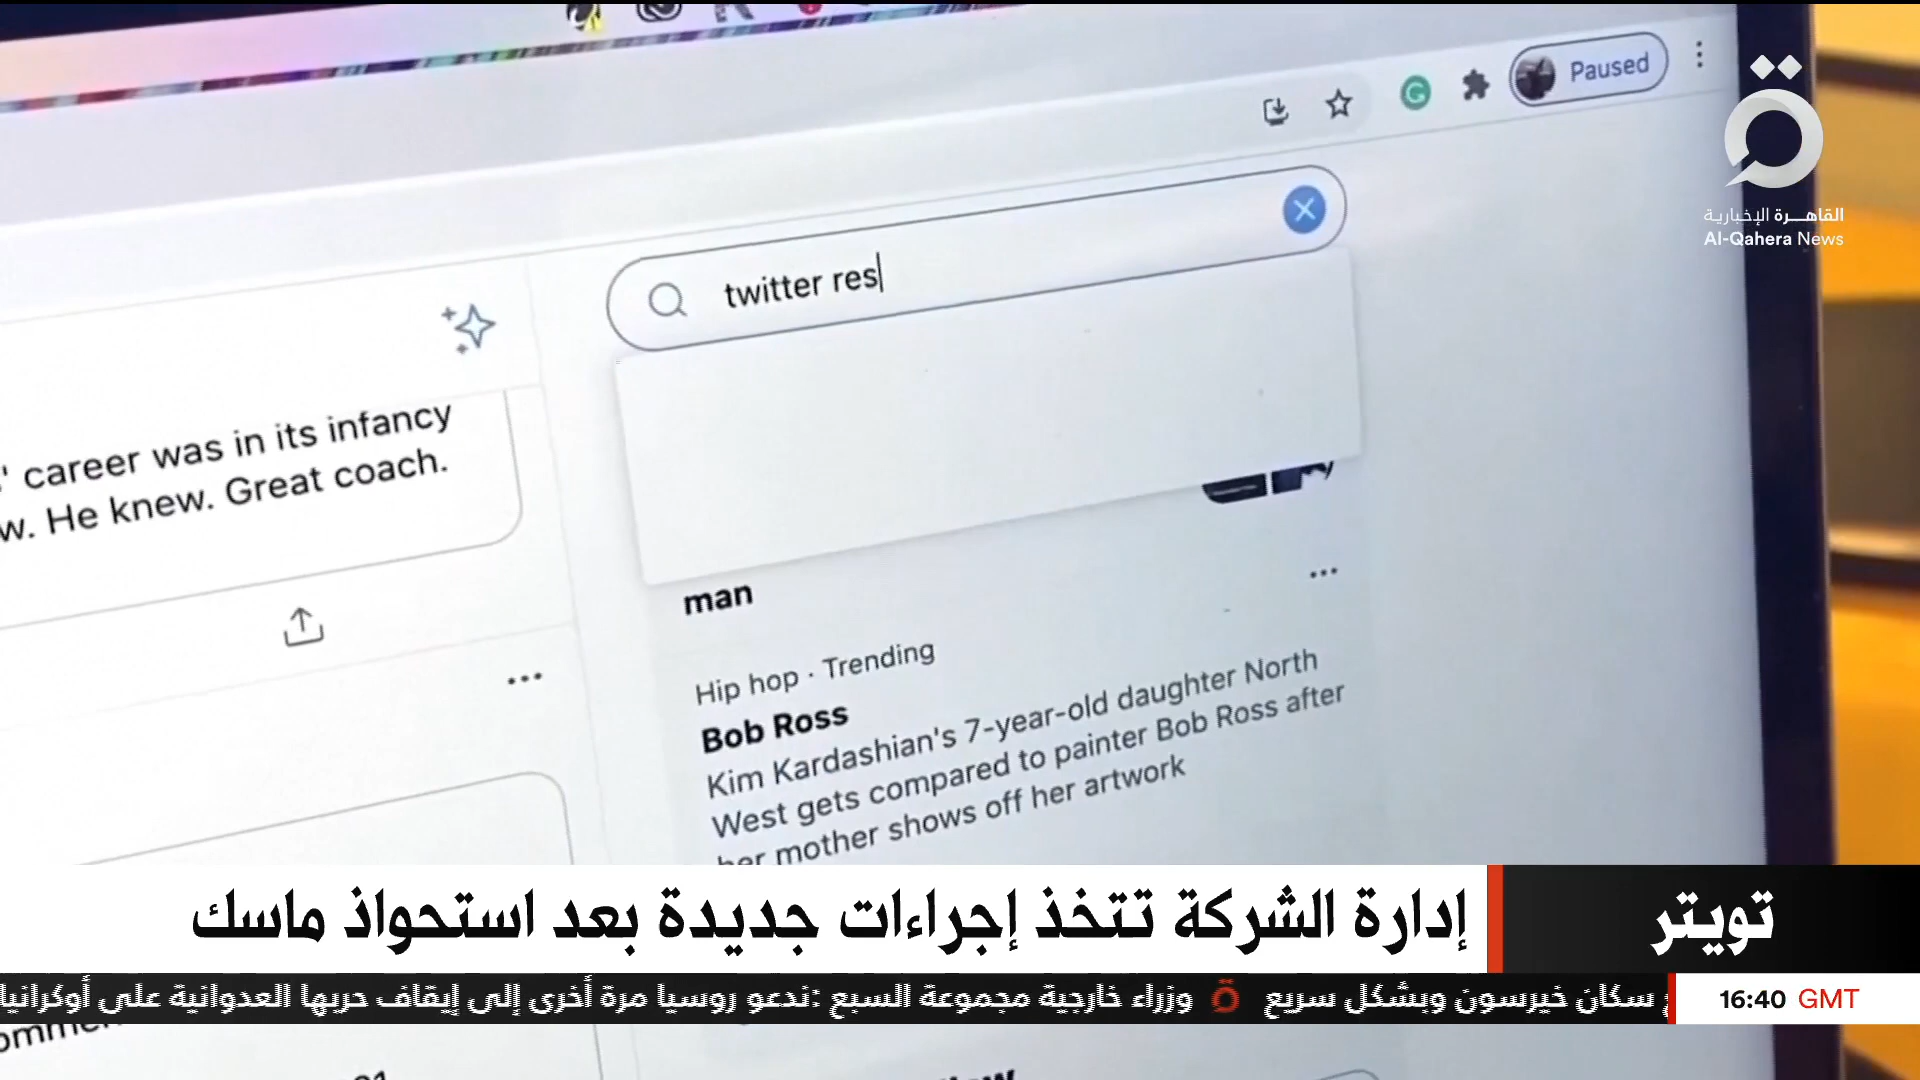 Paused
القاهـــرة الإخبارية
Al-Qahera News
twitter res
career was in its infancy
He knew. Great coach.
man
Hip hop · Trending
Bob Ross
Kim Kardashian's 7-year-old daughter North
West gets compared to painter Bob Ross after
her mother shows off her artwork
تويتر
إدارة الشركة تتخذ إجراءات جديدة بعد استحواذ ماسك
سكان خيرسون وبشكل سريع
وزراء خارجية مجموعة السبع :ندعو روسيا مرة أخرى إلى إيقاف حربها العدوانية على أوكرانيا
16:40 GMT